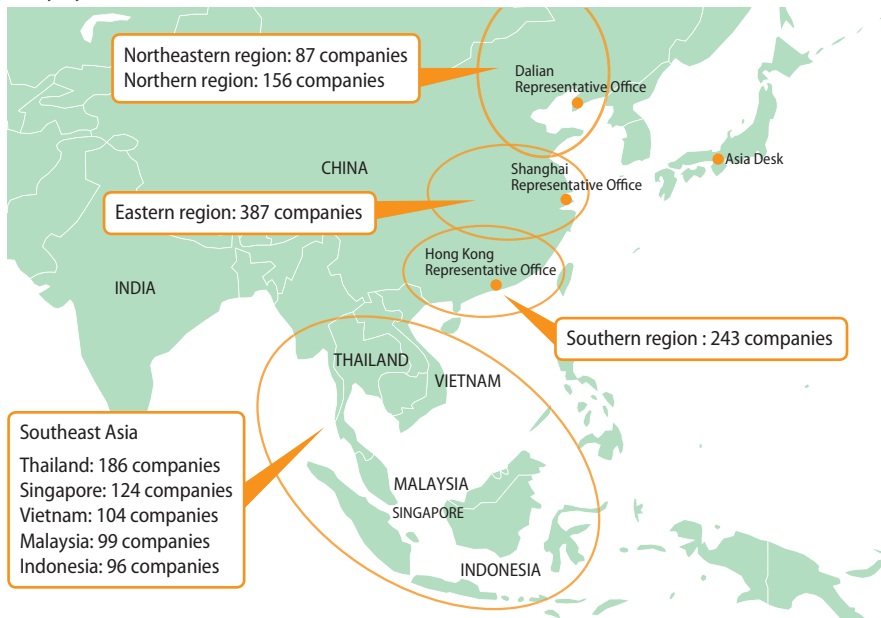 Northeastern region: 87 companies
Northern region: 156 companies
Dalian
Representative Office
Asia Desk
CHINA
Shanghai
Representative Office
Eastern region: 387 companies
Hong Kong
Representative Office
INDIA
Southern region : 243 companies
THAILAND
VIETNAM
Southeast Asia
Thailand: 186 companies
Singapore: 124 companies
Vietnam: 104 companies
Malaysia: 99 companies
Indonesia: 96 companies
MALAYSIA
SINGAPORE
INDONESIA